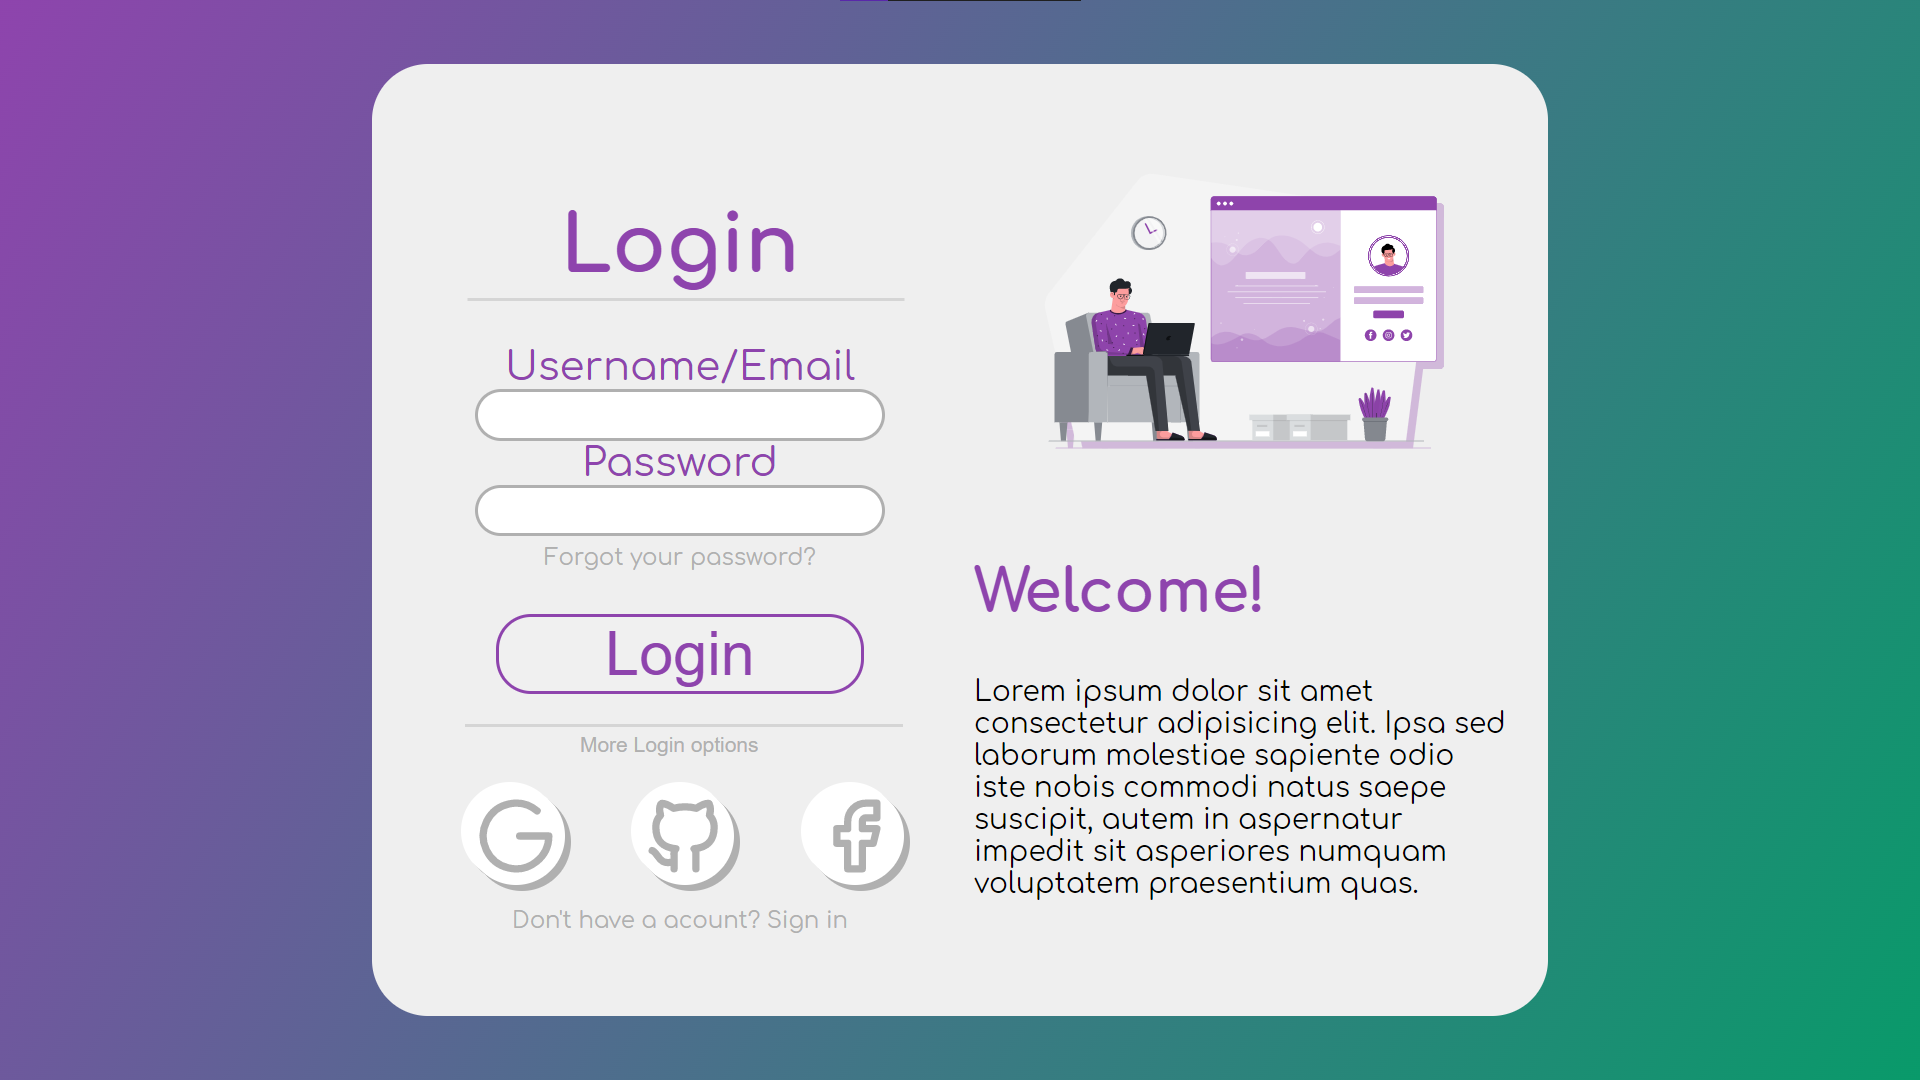 Login
Username/Email
Password
Forgot your password?
Login
More Login options
Don't have a acount? Sign in
Welcome!
Lorem ipsum dolor sit amet
consectetur adipisicing elit. Ipsa sed
laborum molestiae sapiente odio
iste nobis commodi natus saepe
suscipit, autem in aspernatur
impedit sit asperiores numquam
voluptatem praesentium quas.